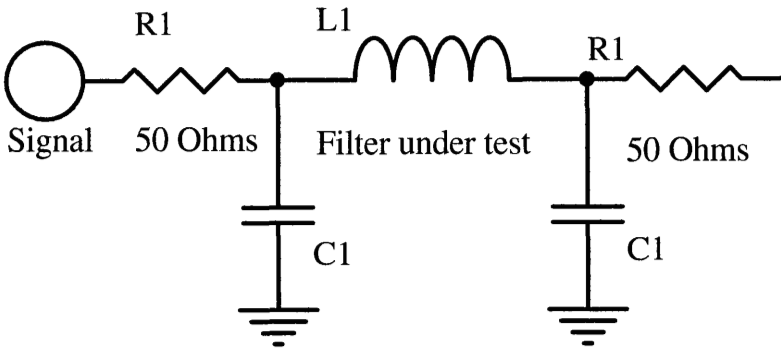 R1
L1
R1
Signal
50 Ohms
Filter under test
50 Ohms
C1
C1